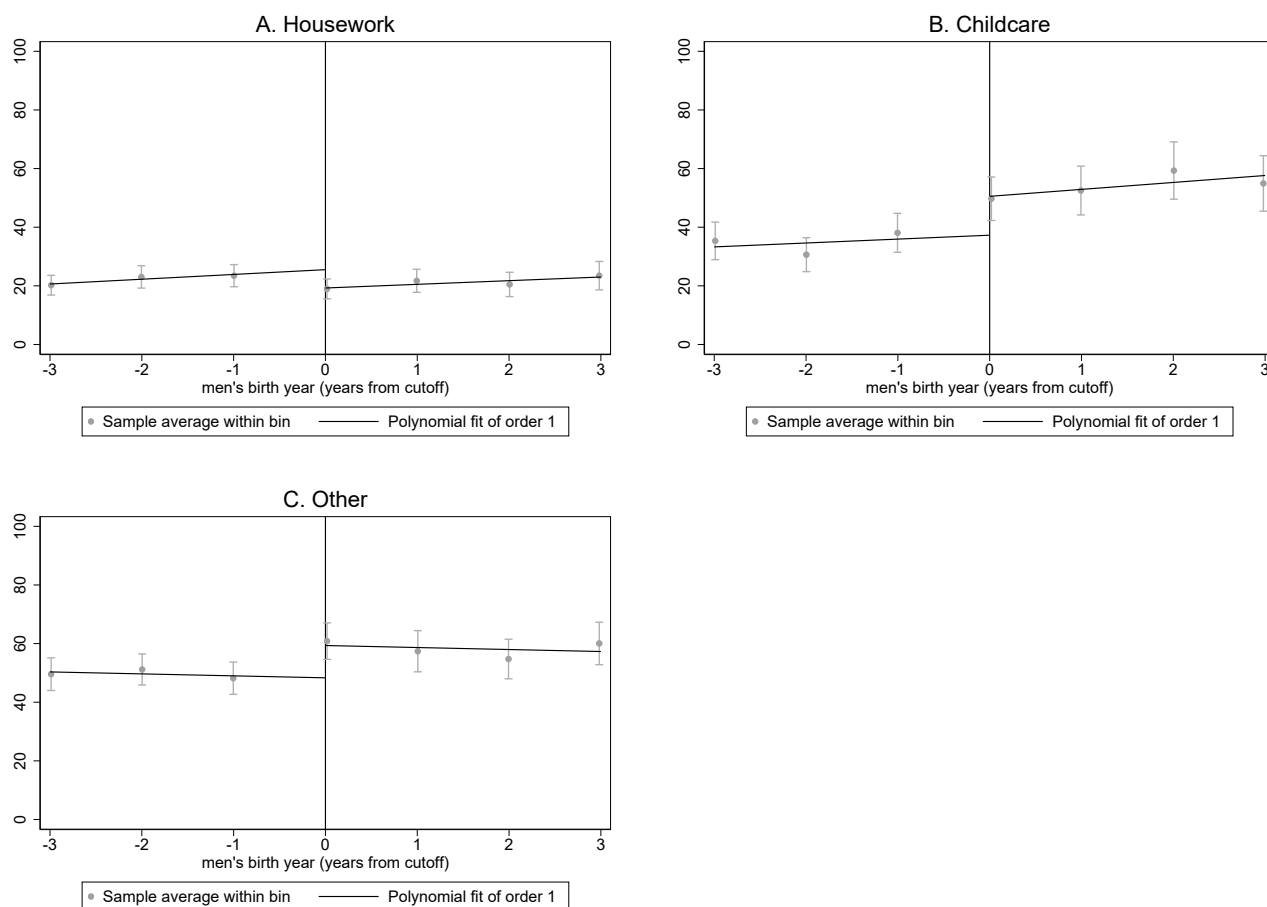 A. Housework
100
80
60
40
20
0
-3 -2 -1 0 1 2 3
men's birth year (years from cutoff)
Sample average within bin Polynomial fit of order 1
B. Childcare
100
80
60
40
20
0
-3 -2 -1 0 1 2 3
men's birth year (years from cutoff)
Sample average within bin Polynomial fit of order 1
C. Other
100
80
60
40
20
0
-3 -2 -1 0 1 2 3
men's birth year (years from cutoff)
Sample average within bin Polynomial fit of order 1